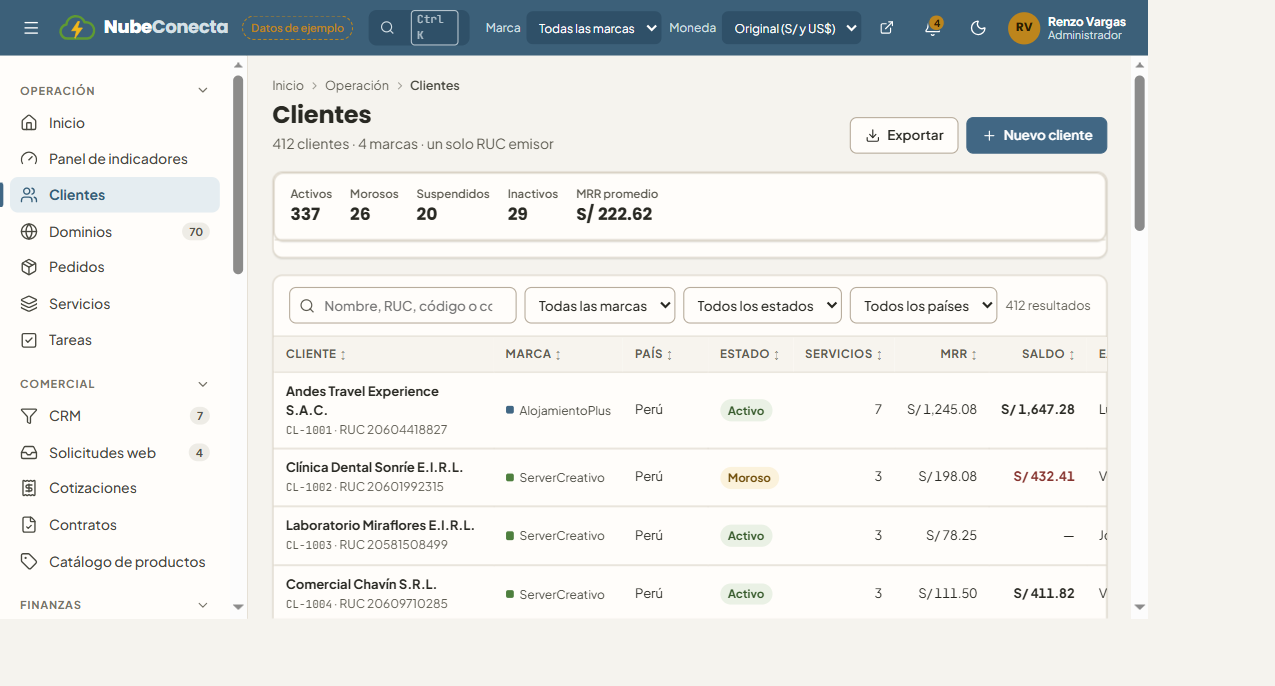 NubeConecta
Datos de ejemplo
Ctrl K
Marca Todas las marcas
Moneda Original (S/ y US$)
4
RV
Renzo Vargas
Administrador
OPERACIÓN
Inicio
Panel de indicadores
Clientes
Dominios 70
Pedidos
Servicios
Tareas
COMERCIAL
CRM 7
Solicitudes web 4
Cotizaciones
Contratos
Catálogo de productos
FINANZAS
Inicio > Operación > Clientes
Clientes
412 clientes · 4 marcas · un solo RUC emisor
Exportar
+ Nuevo cliente
Activos Morosos Suspendidos Inactivos MRR promedio
337 26 20 29 S/ 222.62
Nombre, RUC, código o cc Todas las marcas Todos los estados Todos los países 412 resultados
CLIENTE MARCA PAÍS ESTADO SERVICIOS MRR SALDO
Andes Travel Experience S.A.C.
CL-1001 · RUC 20604418827
AlojamientoPlus Perú Activo 7 S/ 1,245.08 S/ 1,647.28
Clínica Dental Sonríe E.I.R.L.
CL-1002 · RUC 20601992315
ServerCreativo Perú Moroso 3 S/ 198.08 S/ 432.41
Laboratorio Miraflores E.I.R.L.
CL-1003 · RUC 20581508499
ServerCreativo Perú Activo 3 S/ 78.25 —
Comercial Chavín S.R.L.
CL-1004 · RUC 20609710285
ServerCreativo Perú Activo 3 S/ 111.50 S/ 411.82